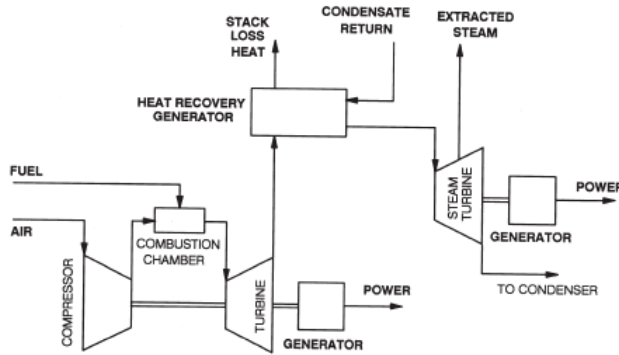 STACK
LOSS
HEAT
CONDENSATE
RETURN
EXTRACTED
STEAM
HEAT RECOVERY
GENERATOR
FUEL
AIR
COMBUSTION
CHAMBER
COMPRESSOR
TURBINE
POWER
GENERATOR
STEAM
TURBINE
POWER
GENERATOR
TO CONDENSER